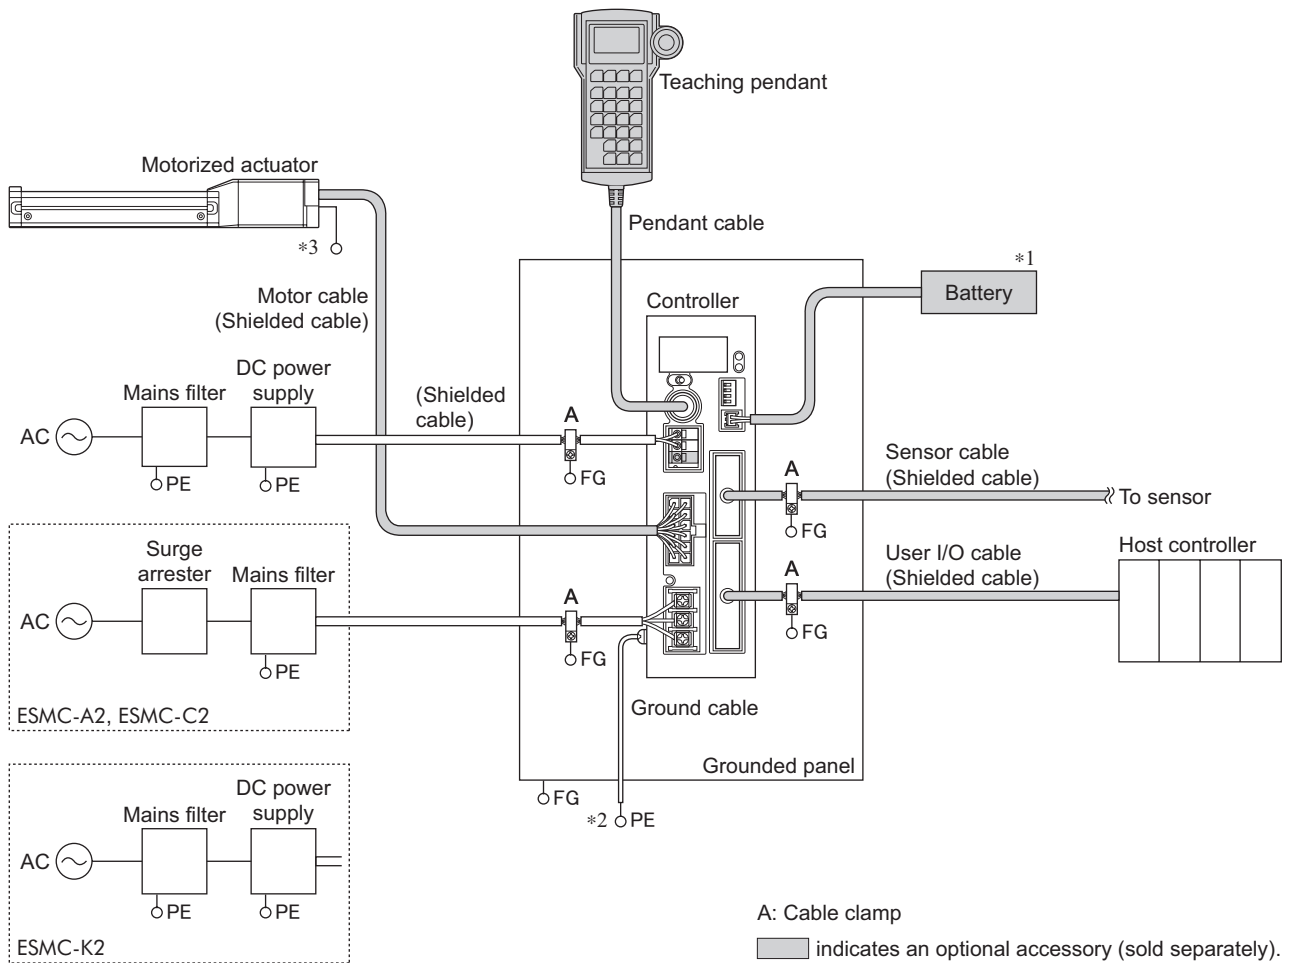 Teaching pendant
Motorized actuator
*3
Pendant cable
*1
Battery
Motor cable
(Shielded cable)
Controller
DC power
supply
Mains filter
(Shielded
cable)
A
AC
FG
PE
PE
Sensor cable
(Shielded cable)
A
To sensor
FG
Surge
arrester
Mains filter
User I/O cable
(Shielded cable)
Host controller
A
A
AC
FG
FG
PE
ESMC-A2, ESMC-C2
Ground cable
Grounded panel
FG
*2
PE
DC power
supply
Mains filter
AC
PE
PE
ESMC-K2
A: Cable clamp
indicates an optional accessory (sold separately).